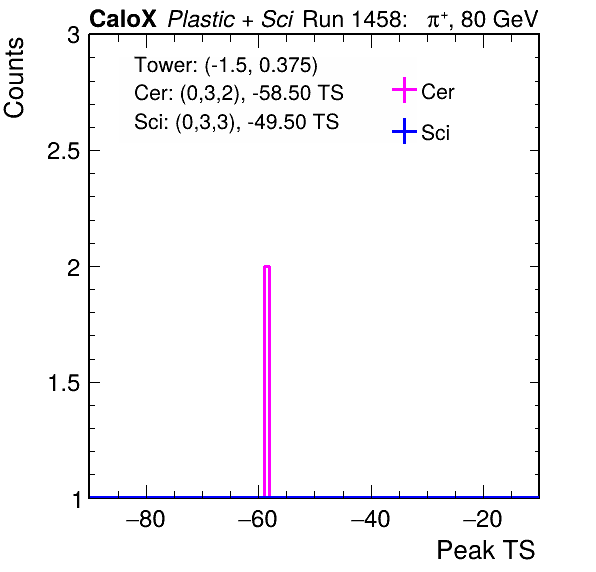 CaloX Plastic + Sci Run 1458: π⁺, 80 GeV
Counts
3
2.5
2
1.5
1
Tower: (-1.5, 0.375)
Cer: (0,3,2), -58.50 TS
Sci: (0,3,3), -49.50 TS
Cer
Sci
−80 −60 −40 −20
Peak TS